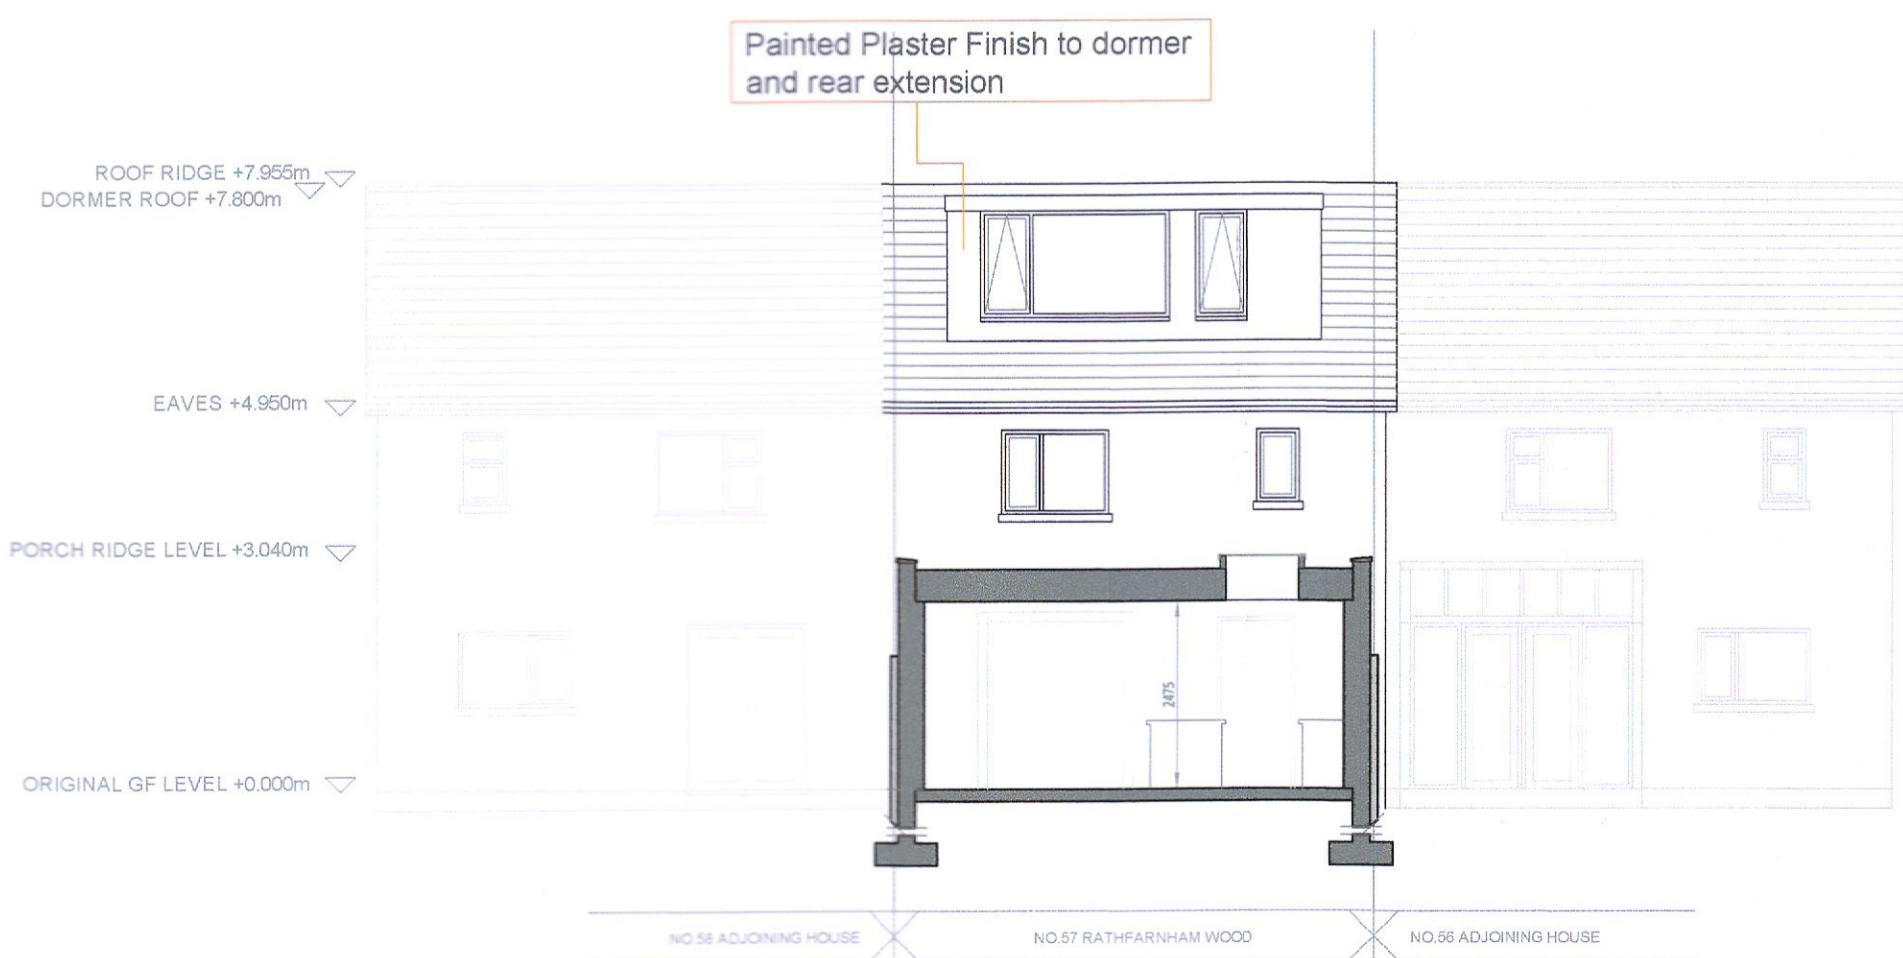 Painted Plaster Finish to dormer
and rear extension
ROOF RIDGE +7.955m
DORMER ROOF +7.800m
EAVES +4.950m
PORCH RIDGE LEVEL +3.040m
2475
ORIGINAL GF LEVEL +0.000m
NO.58 ADJOINING HOUSE
NO.57 RATHFARNHAM WOOD
NO.56 ADJOINING HOUSE